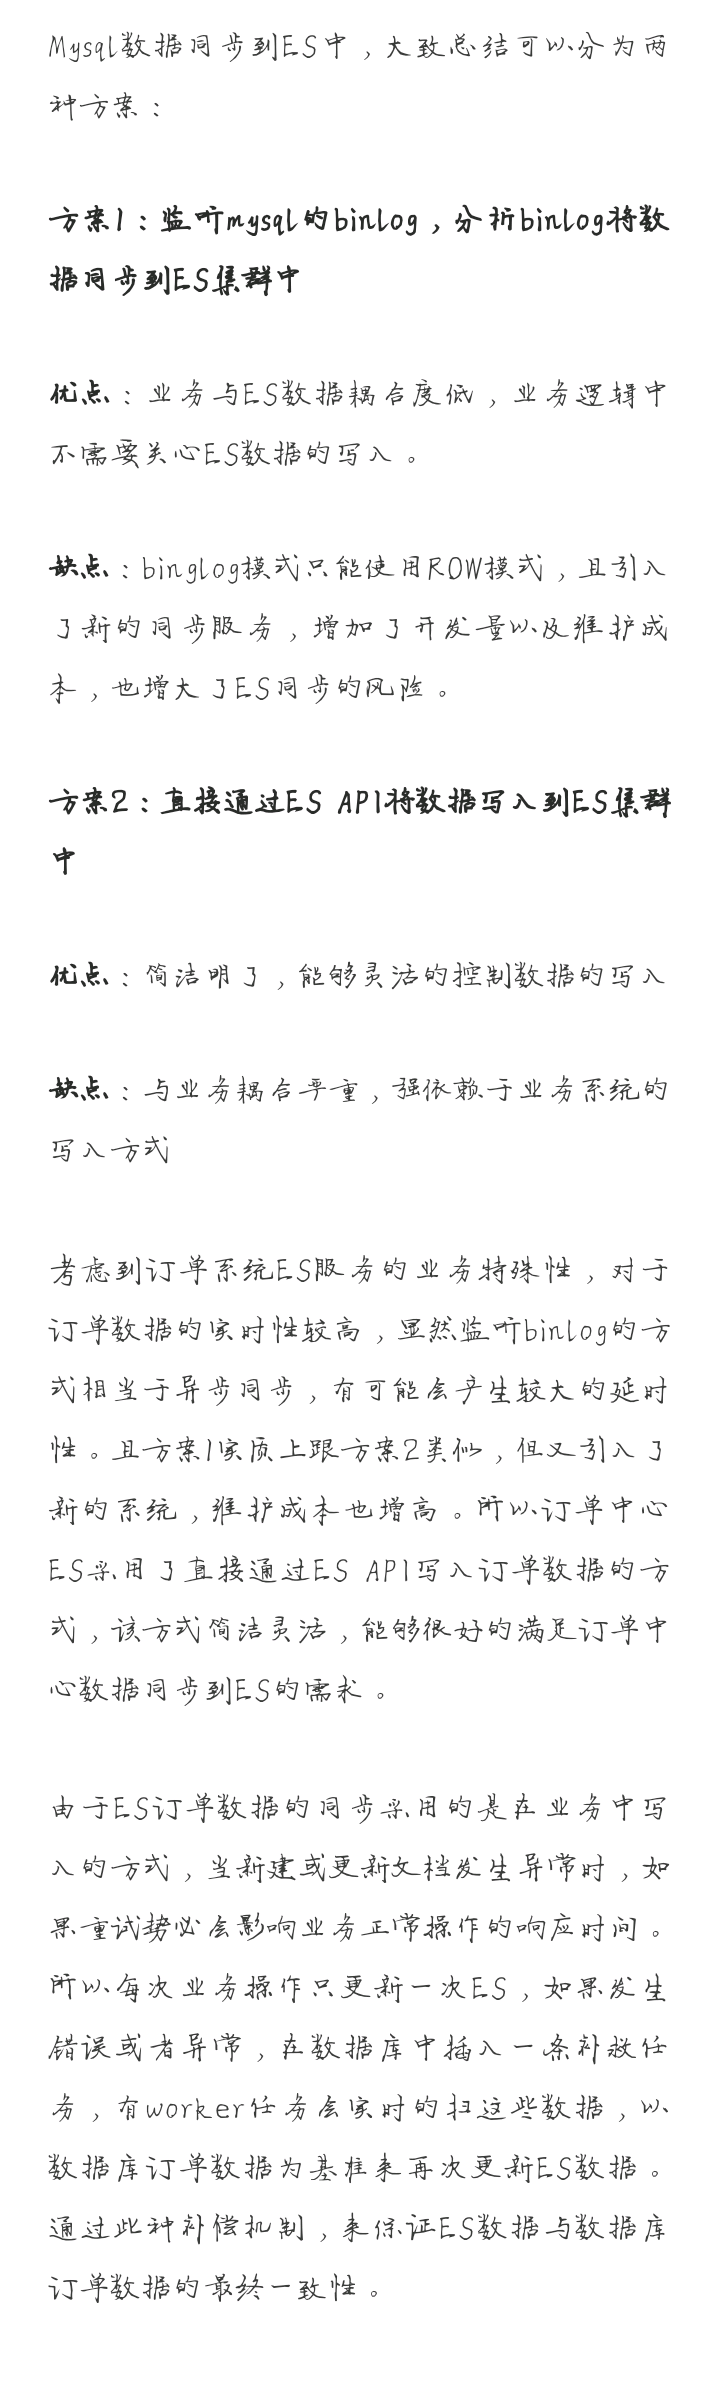 Mysql数据同步到ES中，大致总结可以分为两
种方案：
方案1：监听mysql的binlog，分析binlog将数
据同步到ES集群中
优点：业务与ES数据耦合度低，业务逻辑中
不需要关心ES数据的写入。
缺点：binglog模式只能使用ROW模式，且引入
了新的同步服务，增加了开发量以及维护成
本，也增大了ES同步的风险。
方案2：直接通过ES API将数据写入到ES集群
中
优点：简洁明了，能够灵活的控制数据的写入
缺点：与业务耦合严重，强依赖于业务系统的
写入方式
考虑到订单系统ES服务的业务特殊性，对于
订单数据的实时性较高，显然监听binlog的方
式相当于异步同步，有可能会产生较大的延时
性。且方案1实质上跟方案2类似，但又引入了
新的系统，维护成本也增高。所以订单中心
ES采用了直接通过ES API写入订单数据的方
式，该方式简洁灵活，能够很好的满足订单中
心数据同步到ES的需求。
由于ES订单数据的同步采用的是在业务中写
入的方式，当新建或更新文档发生异常时，如
果重试势必会影响业务正常操作的响应时间。
所以每次业务操作只更新一次ES，如果发生
错误或者异常，在数据库中插入一条补救任
务，有worker任务会实时的扫这些数据，以
数据库订单数据为基准来再次更新ES数据。
通过此种补偿机制，来保证ES数据与数据库
订单数据的最终一致性。